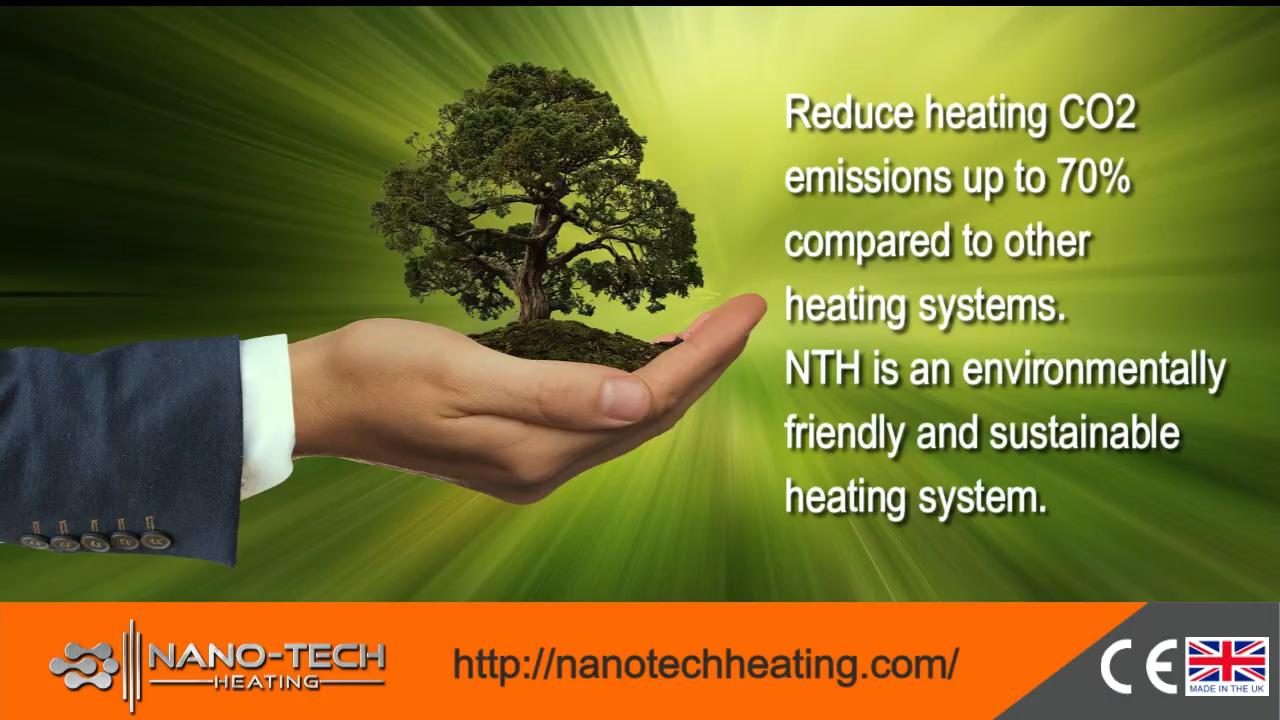 Reduce heating CO2
emissions up to 70%
compared to other
heating systems.
NTH is an environmentally
friendly and sustainable
heating system.
NANO-TECH
HEATING
http://nanotechheating.com/
CE
MADE IN THE UK